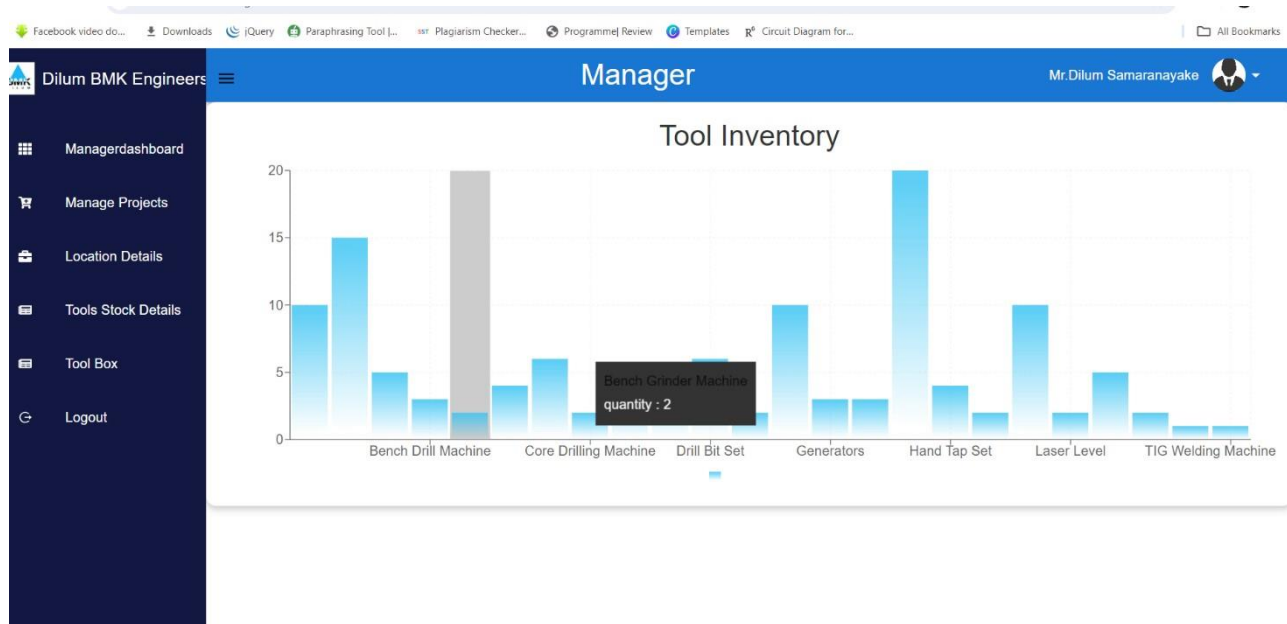 Facebook video do... Downloads jQuery Paraphrasing Tool |... SST Plagiarism Checker... Programme| Review Templates R⁶ Circuit Diagram for... All Bookmarks
Dilum BMK Engineers Manager Mr.Dilum Samaranayake
Tool Inventory
Managerdashboard
Manage Projects
Location Details
Tools Stock Details
Tool Box
Logout
20
15
10
5
0
Bench Grinder Machine
quantity : 2
Bench Drill Machine Core Drilling Machine Drill Bit Set Generators Hand Tap Set Laser Level TIG Welding Machine